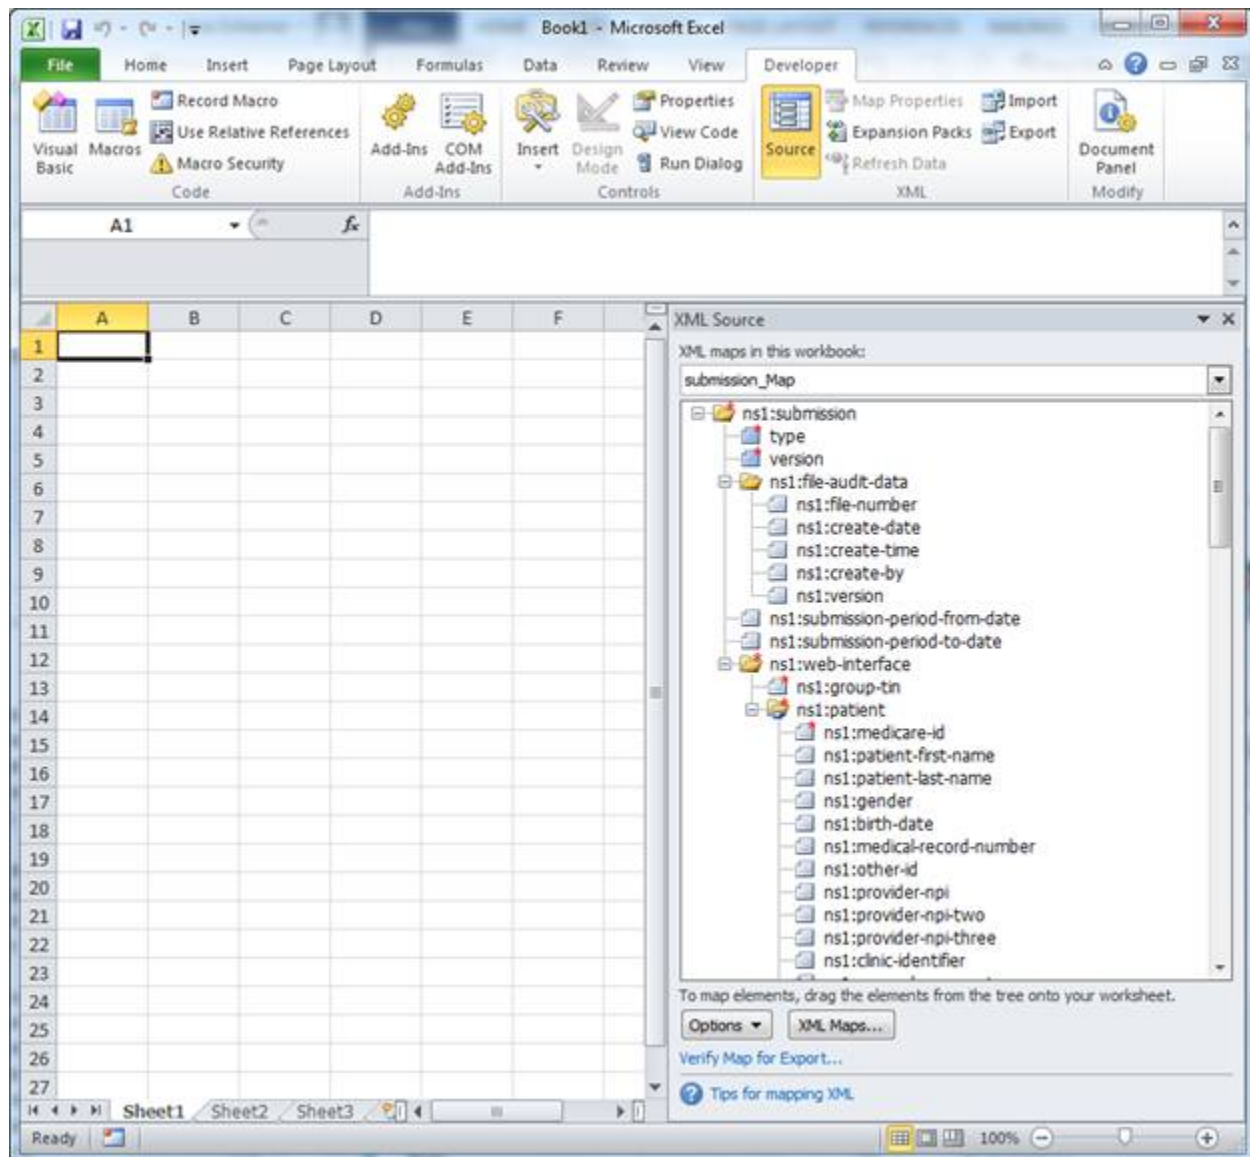 Book1 - Microsoft Excel
File Home Insert Page Layout Formulas Data Review View Developer
Visual Basic
Macros
Record Macro
Use Relative References
Macro Security
Code
Add-Ins
COM Add-Ins
Add-Ins
Insert
Design Mode
Properties
View Code
Run Dialog
Controls
Source
Map Properties
Expansion Packs
Refresh Data
Import
Export
XML
Document Panel
Modify
A1
fx
A B C D E F
1
2
3
4
5
6
7
8
9
10
11
12
13
14
15
16
17
18
19
20
21
22
23
24
25
26
27
XML Source
XML maps in this workbook:
submission_Map
ns1:submission
type
version
ns1:file-audit-data
ns1:file-number
ns1:create-date
ns1:create-time
ns1:create-by
ns1:version
ns1:submission-period-from-date
ns1:submission-period-to-date
ns1:web-interface
ns1:group-tin
ns1:patient
ns1:medicare-id
ns1:patient-first-name
ns1:patient-last-name
ns1:gender
ns1:birth-date
ns1:medical-record-number
ns1:other-id
ns1:provider-npi
ns1:provider-npi-two
ns1:provider-npi-three
ns1:clinic-identifier
To map elements, drag the elements from the tree onto your worksheet.
Options
XML Maps...
Verify Map for Export...
Tips for mapping XML
Sheet1 Sheet2 Sheet3
Ready
100%